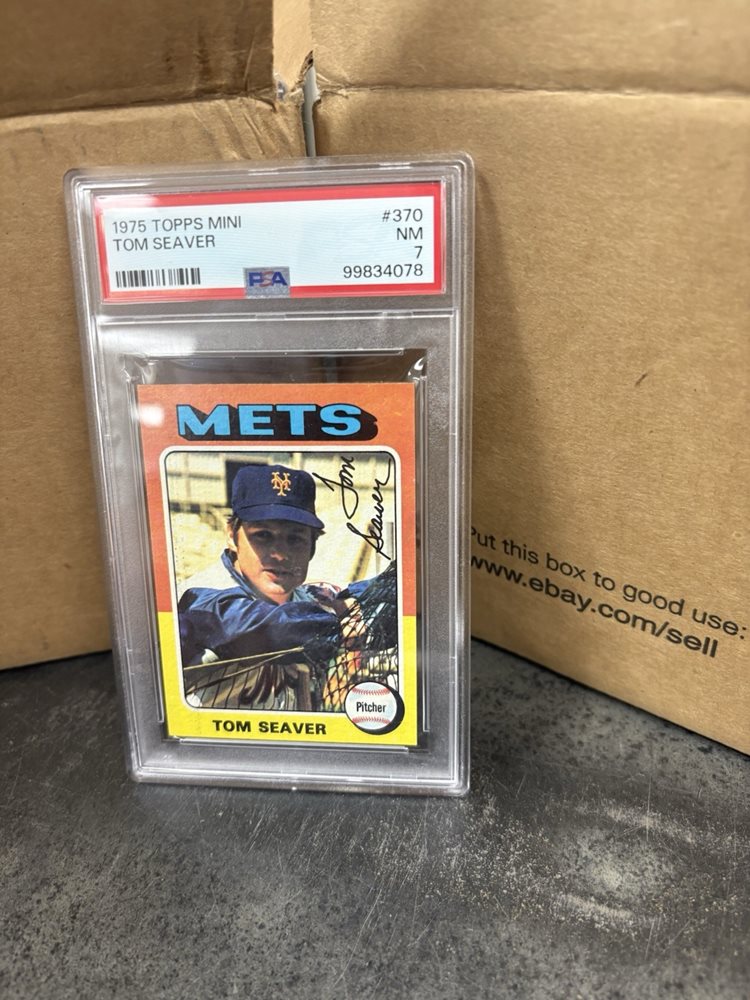 1975 TOPPS MINI #370
TOM SEAVER NM
7
PSA 99834078
METS
NY
Tom
Seaver
Pitcher
TOM SEAVER
Put this box to good use:
www.ebay.com/sell